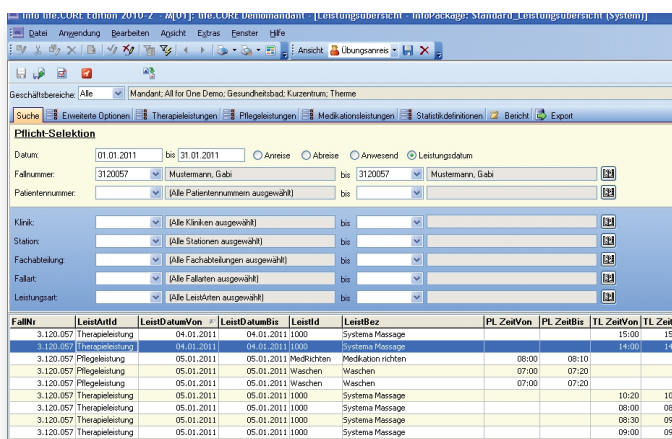 Info life.CORE Edition 2010-2 - M[01]: life.CORE Demomandant - [Leistungsübersicht - InfoPackage: Standard_Leistungsübersicht (System)]
Datei Anwendung Bearbeiten Ansicht Extras Fenster Hilfe
Ansicht Übungsanreis
Geschäftsbereiche: Alle Mandant; All for One Demo; Gesundheitsbad; Kurzentrum; Therme
Suche Erweiterte Optionen Therapieleistungen Pflegeleistungen Medikationsleistungen Statistikdefinitionen Bericht Export
Pflicht-Selektion
Datum: 01.01.2011 bis 31.01.2011 Anreise Abreise Anwesend Leistungsdatum
Fallnummer: 3120057 Mustermann, Gabi bis 3120057 Mustermann, Gabi
Patientennummer: (Alle Patientennummern ausgewählt) bis
Klinik: (Alle Kliniken ausgewählt) bis
Station: (Alle Stationen ausgewählt) bis
Fachabteilung: (Alle Fachabteilungen ausgewählt) bis
Fallart: (Alle Fallarten ausgewählt) bis
Leistungsart: (Alle LeistArten ausgewählt) bis
FallNr LeistArtId LeistDatumVon LeistDatumBis LeistId LeistBez PL ZeitVon PL ZeitBis TL ZeitVon TL Zeit
3.120.057 Therapieleistung 04.01.2011 04.01.2011 1000 Systema Massage 15:00 15
3.120.057 Therapieleistung 04.01.2011 04.01.2011 1000 Systema Massage 14:00 14
3.120.057 Pflegeleistung 05.01.2011 05.01.2011 MedRichten Medikation richten 08:00 08:10
3.120.057 Pflegeleistung 05.01.2011 05.01.2011 Waschen Waschen 07:00 07:20
3.120.057 Pflegeleistung 05.01.2011 05.01.2011 Waschen Waschen 07:00 07:20
3.120.057 Therapieleistung 05.01.2011 05.01.2011 1000 Systema Massage 10:20 10
3.120.057 Therapieleistung 05.01.2011 05.01.2011 1000 Systema Massage 08:00 08
3.120.057 Therapieleistung 05.01.2011 05.01.2011 1000 Systema Massage 08:30 09
3.120.057 Therapieleistung 05.01.2011 05.01.2011 1000 Systema Massage 09:00 09